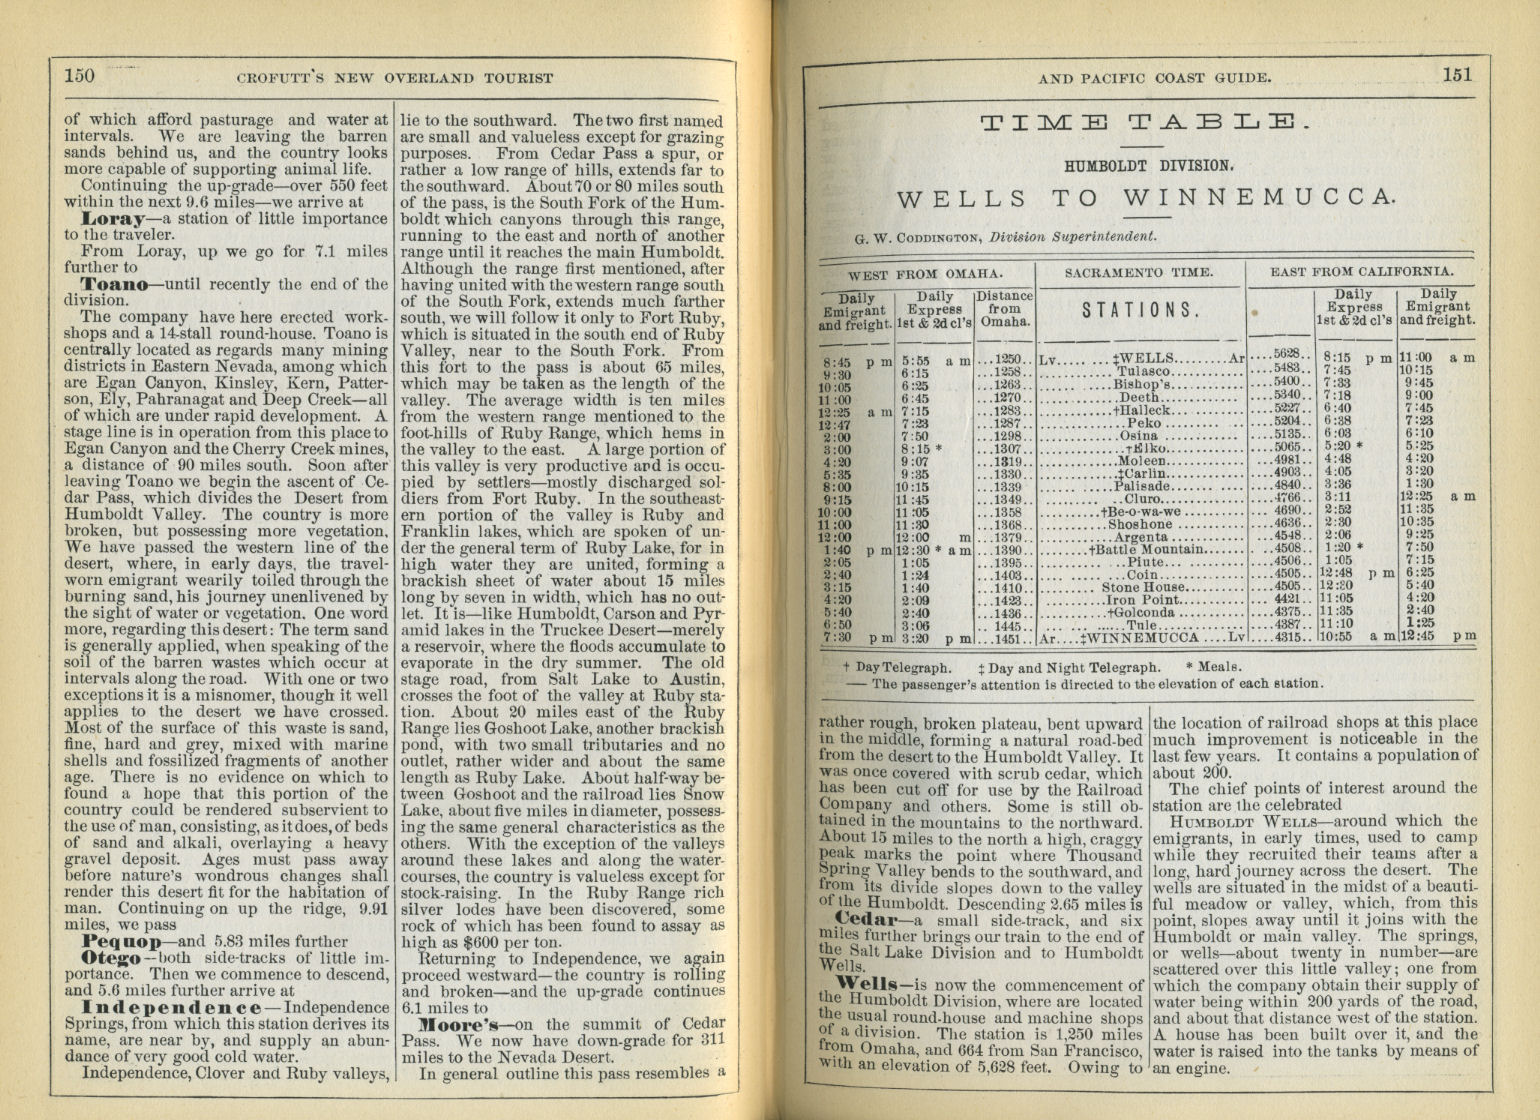 150
CROFUTT'S NEW OVERLAND TOURIST
of which afford pasturage and water at
intervals. We are leaving the barren
sands behind us, and the country looks
more capable of supporting animal life.
Continuing the up-grade—over 550 feet
within the next 9.6 miles—we arrive at
Loray—a station of little importance
to the traveler.
From Loray, up we go for 7.1 miles
further to
Toano—until recently the end of the
division.
The company have here erected work-
shops and a 14-stall round-house. Toano is
centrally located as regards many mining
districts in Eastern Nevada, among which
are Egan Canyon, Kinsley, Kern, Patter-
son, Ely, Pahranagat and Deep Creek—all
of which are under rapid development. A
stage line is in operation from this place to
Egan Canyon and the Cherry Creek mines,
a distance of 90 miles south. Soon after
leaving Toano we begin the ascent of Ce-
dar Pass, which divides the Desert from
Humboldt Valley. The country is more
broken, but possessing more vegetation.
We have passed the western line of the
desert, where, in early days, the travel-
worn emigrant wearily toiled through the
burning sand, his journey unenlivened by
the sight of water or vegetation. One word
more, regarding this desert: The term sand
is generally applied, when speaking of the
soil of the barren wastes which occur at
intervals along the road. With one or two
exceptions it is a misnomer, though it well
applies to the desert we have crossed.
Most of the surface of this waste is sand,
fine, hard and grey, mixed with marine
shells and fossilized fragments of another
age. There is no evidence on which to
found a hope that this portion of the
country could be rendered subservient to
the use of man, consisting, as it does, of beds
of sand and alkali, overlaying a heavy
gravel deposit. Ages must pass away
before nature's wondrous changes shall
render this desert fit for the habitation of
man. Continuing on up the ridge, 9.91
miles, we pass
Pequop—and 5.83 miles further
Otego—both side-tracks of little im-
portance. Then we commence to descend,
and 5.6 miles further arrive at
Independence—Independence
Springs, from which this station derives its
name, are near by, and supply an abun-
dance of very good cold water.
Independence, Clover and Ruby valleys,
lie to the southward. The two first named
are small and valueless except for grazing
purposes. From Cedar Pass a spur, or
rather a low range of hills, extends far to
the southward. About 70 or 80 miles south
of the pass, is the South Fork of the Hum-
boldt which canyons through this range,
running to the east and north of another
range until it reaches the main Humboldt.
Although the range first mentioned, after
having united with the western range south
of the South Fork, extends much farther
south, we will follow it only to Fort Ruby,
which is situated in the south end of Ruby
Valley, near to the South Fork. From
this fort to the pass is about 65 miles,
which may be taken as the length of the
valley. The average width is ten miles
from the western range mentioned to the
foot-hills of Ruby Range, which hems in
the valley to the east. A large portion of
this valley is very productive and is occu-
pied by settlers—mostly discharged sol-
diers from Fort Ruby. In the southeast-
ern portion of the valley is Ruby and
Franklin lakes, which are spoken of un-
der the general term of Ruby Lake, for in
high water they are united, forming a
brackish sheet of water about 15 miles
long by seven in width, which has no out-
let. It is—like Humboldt, Carson and Pyr-
amid lakes in the Truckee Desert—merely
a reservoir, where the floods accumulate to
evaporate in the dry summer. The old
stage road, from Salt Lake to Austin,
crosses the foot of the valley at Ruby sta-
tion. About 20 miles east of the Ruby
Range lies Goshoot Lake, another brackish
pond, with two small tributaries and no
outlet, rather wider and about the same
length as Ruby Lake. About half-way be-
tween Goshoot and the railroad lies Snow
Lake, about five miles in diameter, possess-
ing the same general characteristics as the
others. With the exception of the valleys
around these lakes and along the water-
courses, the country is valueless except for
stock-raising. In the Ruby Range rich
silver lodes have been discovered, some
rock of which has been found to assay as
high as $600 per ton.
Returning to Independence, we again
proceed westward—the country is rolling
and broken—and the up-grade continues
6.1 miles to
Moore's—on the summit of Cedar
Pass. We now have down-grade for 311
miles to the Nevada Desert.
In general outline this pass resembles a
AND PACIFIC COAST GUIDE.
151
TIME TABLE.
HUMBOLDT DIVISION.
WELLS TO WINNEMUCCA.
G. W. CODDINGTON, Division Superintendent.
WEST FROM OMAHA. SACRAMENTO TIME. EAST FROM CALIFORNIA.
Daily Emigrant and freight. Daily Express 1st & 2d cl's Distance from Omaha. STATIONS. Daily Express 1st & 2d cl's Daily Emigrant and freight.
8:45 p m 5:55 a m ...1250.. Lv........‡WELLS........Ar ....5628.. 8:15 p m 11:00 a m
9:30 6:15 ...1258.. Tulasco ....5483.. 7:45 10:15
10:05 6:25 ...1263.. Bishop's ....5400.. 7:33 9:45
11:00 6:45 ...1270.. Deeth ....5340.. 7:18 9:00
12:25 a m 7:15 ...1283.. †Halleck ....5227.. 6:40 7:45
12:47 7:23 ...1287.. Peko ....5204.. 6:38 7:23
2:00 7:50 ...1298.. Osina ....5135.. 6:03 6:10
3:00 8:15 * ...1307.. †Elko ....5065.. 5:20 * 5:25
4:20 9:07 ...1319.. Moleen ....4981.. 4:48 4:20
5:35 9:35 ...1330.. ‡Carlin ....4903.. 4:05 3:20
8:00 10:15 ...1339.. Palisade ....4840.. 3:36 1:30
9:15 11:45 ...1349.. Cluro ....4766.. 3:11 12:25 a m
10:00 11:05 ...1358 †Be-o-wa-we ....4690.. 2:52 11:35
11:00 11:30 ...1368.. Shoshone ....4636.. 2:30 10:35
12:00 12:00 m ...1379.. Argenta ....4548.. 2:06 9:25
1:40 p m 12:30 * a m ...1390.. †Battle Mountain ....4508.. 1:20 * 7:50
2:05 1:05 ...1395.. Piute ....4506.. 1:05 7:15
2:40 1:24 ...1403.. Coin ....4505.. 12:48 p m 6:25
3:15 1:40 ...1410.. Stone House ....4505.. 12:20 5:40
4:20 2:09 ...1423.. Iron Point ....4421.. 11:05 4:20
5:40 2:40 ...1436.. †Golconda ....4375.. 11:35 2:40
6:50 3:06 .. 1445.. Tule ....4387.. 11:10 1:25
7:30 p m 3:20 p m ...1451.. Ar....‡WINNEMUCCA ....Lv ....4315.. 10:55 a m 12:45 p m
† Day Telegraph. ‡ Day and Night Telegraph. * Meals.
— The passenger's attention is directed to the elevation of each station.
rather rough, broken plateau, bent upward
in the middle, forming a natural road-bed
from the desert to the Humboldt Valley. It
was once covered with scrub cedar, which
has been cut off for use by the Railroad
Company and others. Some is still ob-
tained in the mountains to the northward.
About 15 miles to the north a high, craggy
peak marks the point where Thousand
Spring Valley bends to the southward, and
from its divide slopes down to the valley
of the Humboldt. Descending 2.65 miles is
Cedar—a small side-track, and six
miles further brings our train to the end of
the Salt Lake Division and to Humboldt
Wells.
Wells—is now the commencement of
the Humboldt Division, where are located
the usual round-house and machine shops
of a division. The station is 1,250 miles
from Omaha, and 664 from San Francisco,
with an elevation of 5,628 feet. Owing to
the location of railroad shops at this place
much improvement is noticeable in the
last few years. It contains a population of
about 200.
The chief points of interest around the
station are the celebrated
HUMBOLDT WELLS—around which the
emigrants, in early times, used to camp
while they recruited their teams after a
long, hard journey across the desert. The
wells are situated in the midst of a beauti-
ful meadow or valley, which, from this
point, slopes away until it joins with the
Humboldt or main valley. The springs,
or wells—about twenty in number—are
scattered over this little valley; one from
which the company obtain their supply of
water being within 200 yards of the road,
and about that distance west of the station.
A house has been built over it, and the
water is raised into the tanks by means of
an engine.